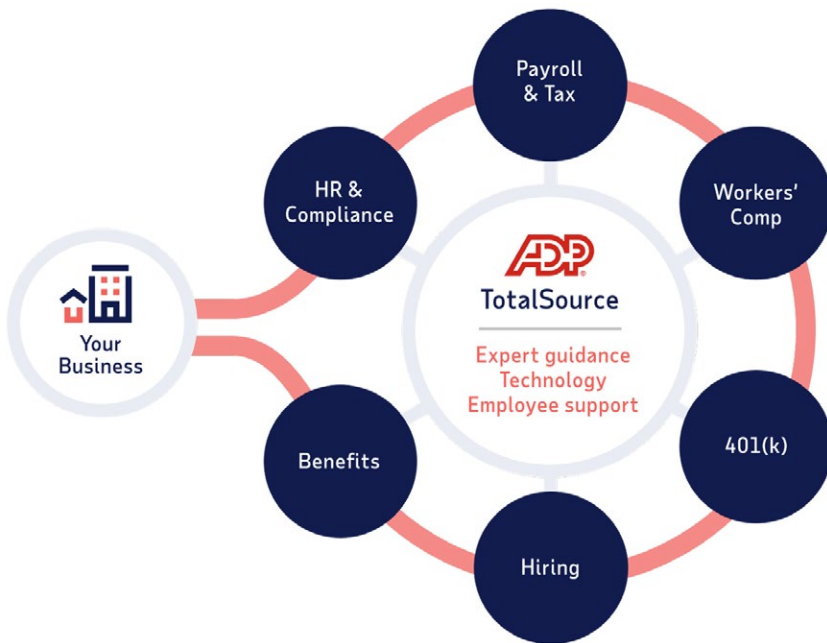 Payroll
& Tax
HR &
Compliance
Workers'
Comp
ADP®
TotalSource
Your
Business
Expert guidance
Technology
Employee support
Benefits
401(k)
Hiring